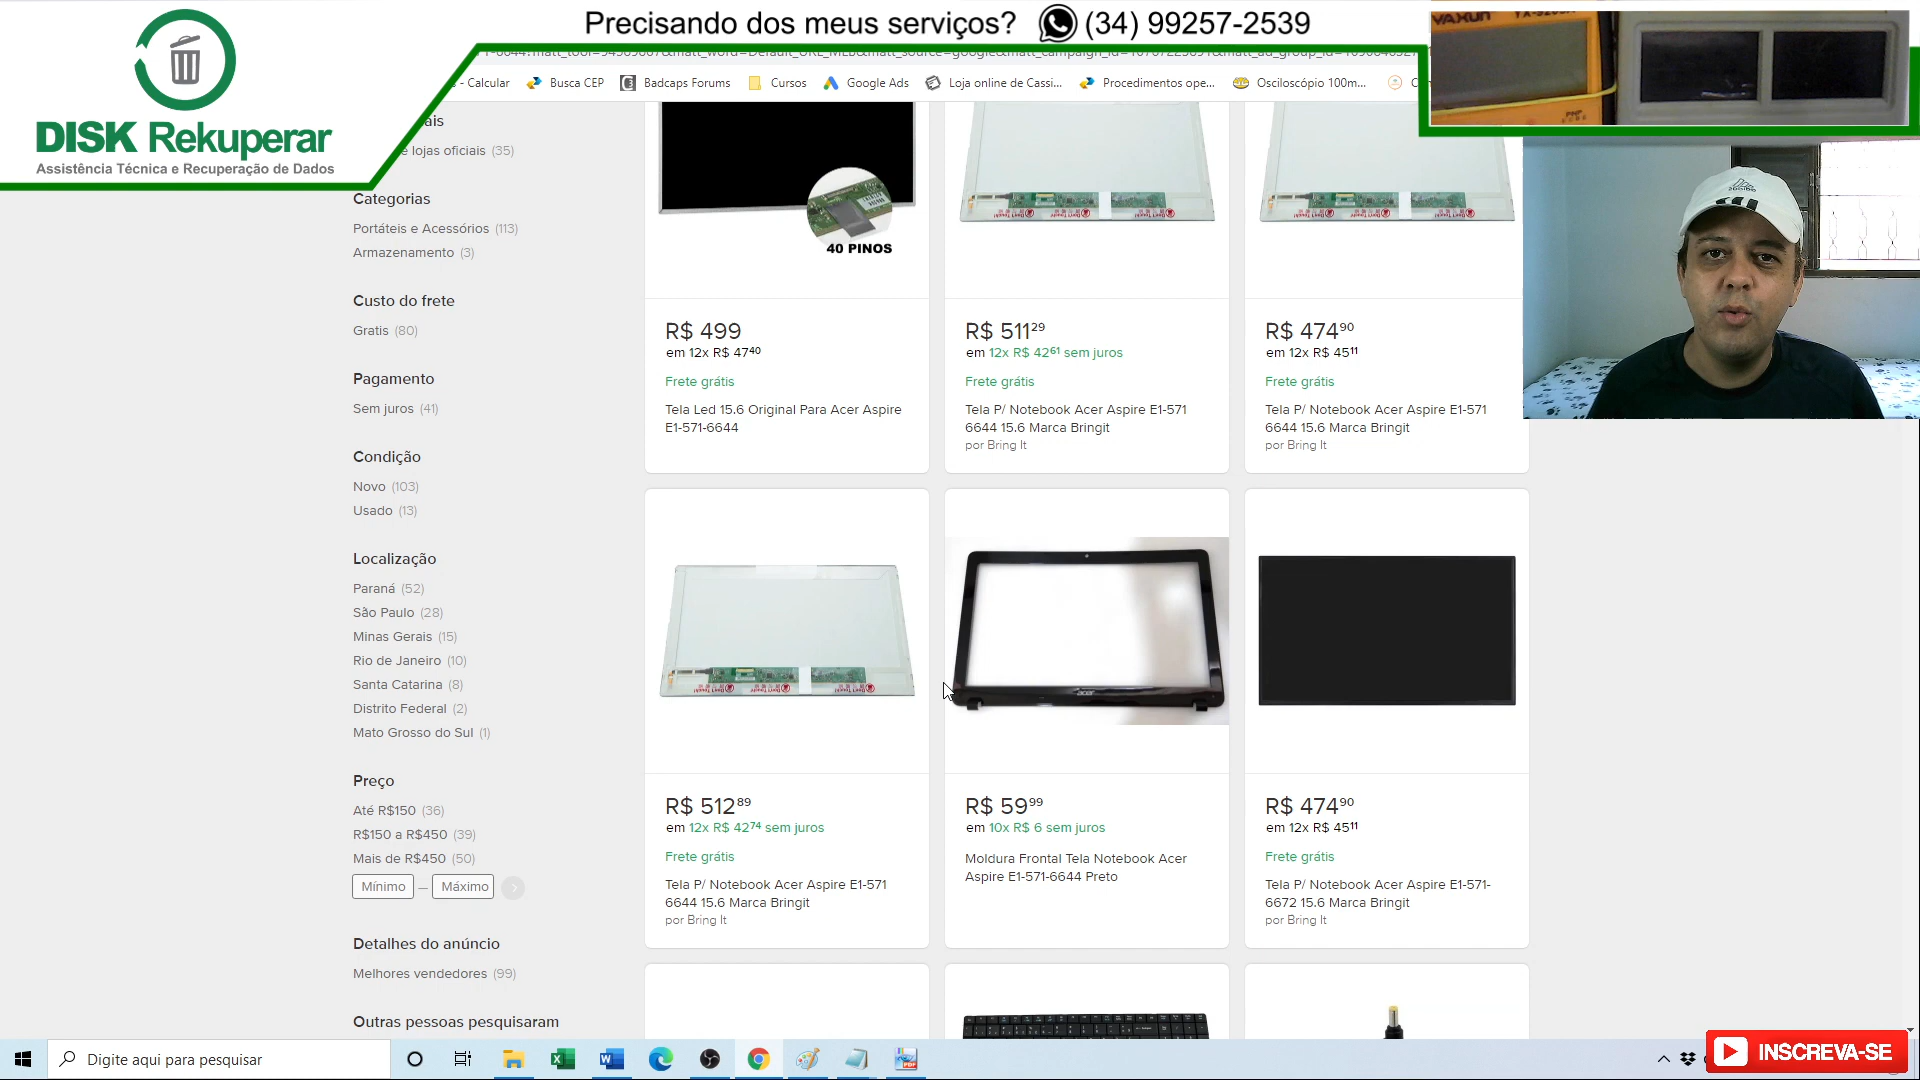 Precisando dos meus serviços? (34) 99257-2539
DISK Rekuperar
Assistência Técnica e Recuperação de Dados
- Calcular
Busca CEP
Badcaps Forums
Cursos
Google Ads
Loja online de Cassi...
Procedimentos ope...
Osciloscópio 100m...
lojas oficiais (35)
Categorias
Portáteis e Acessórios (113)
Armazenamento (3)
Custo do frete
Gratis (80)
Pagamento
Sem juros (41)
Condição
Novo (103)
Usado (13)
Localização
Paraná (52)
São Paulo (28)
Minas Gerais (15)
Rio de Janeiro (10)
Santa Catarina (8)
Distrito Federal (2)
Mato Grosso do Sul (1)
Preço
Até R$150 (36)
R$150 a R$450 (39)
Mais de R$450 (50)
Mínimo — Máximo
Detalhes do anúncio
Melhores vendedores (99)
Outras pessoas pesquisaram
40 PINOS
R$ 499
em 12x R$ 47⁴⁰
Frete grátis
Tela Led 15.6 Original Para Acer Aspire
E1-571-6644
R$ 511²⁹
em 12x R$ 42⁶¹ sem juros
Frete grátis
Tela P/ Notebook Acer Aspire E1-571
6644 15.6 Marca Bringit
por Bring It
R$ 474⁹⁰
em 12x R$ 45¹¹
Frete grátis
Tela P/ Notebook Acer Aspire E1-571
6644 15.6 Marca Bringit
por Bring It
R$ 512⁸⁹
em 12x R$ 42⁷⁴ sem juros
Frete grátis
Tela P/ Notebook Acer Aspire E1-571
6644 15.6 Marca Bringit
por Bring It
acer
R$ 59⁹⁹
em 10x R$ 6 sem juros
Moldura Frontal Tela Notebook Acer
Aspire E1-571-6644 Preto
R$ 474⁹⁰
em 12x R$ 45¹¹
Frete grátis
Tela P/ Notebook Acer Aspire E1-571-
6672 15.6 Marca Bringit
por Bring It
Digite aqui para pesquisar
INSCREVA-SE